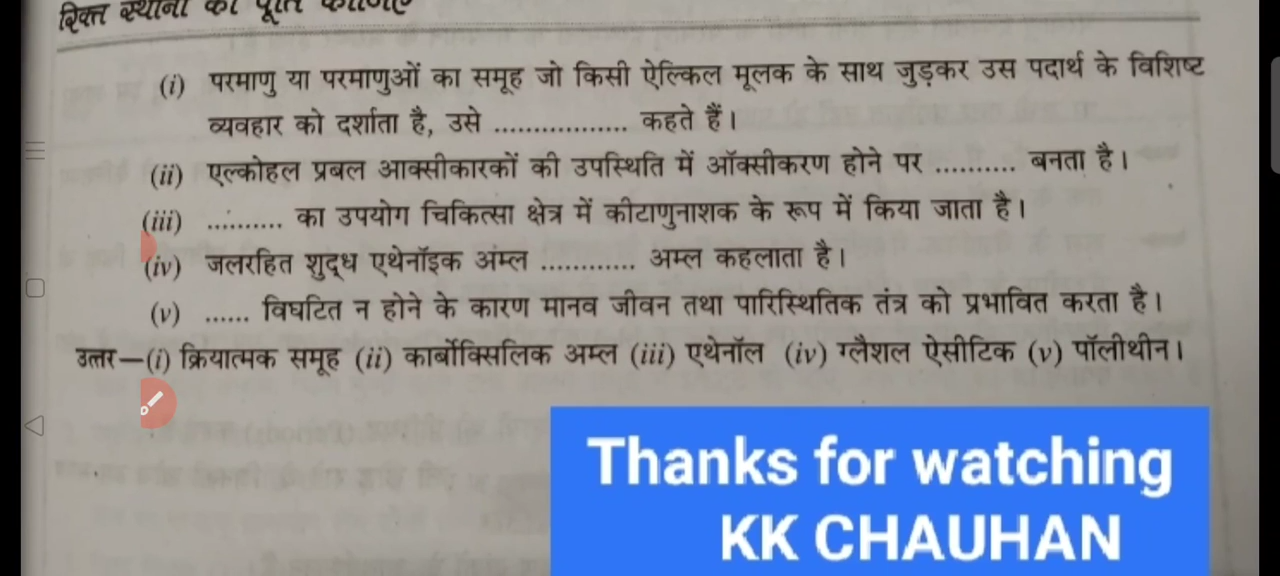 रिक्त स्थानों की पूर्ति कीजिए
(i) परमाणु या परमाणुओं का समूह जो किसी ऐल्किल मूलक के साथ जुड़कर उस पदार्थ के विशिष्ट
व्यवहार को दर्शाता है, उसे .................. कहते हैं।
(ii) एल्कोहल प्रबल आक्सीकारकों की उपस्थिति में ऑक्सीकरण होने पर .......... बनता है।
(iii) .......... का उपयोग चिकित्सा क्षेत्र में कीटाणुनाशक के रूप में किया जाता है।
(iv) जलरहित शुद्ध एथेनॉइक अम्ल ............ अम्ल कहलाता है।
(v) ...... विघटित न होने के कारण मानव जीवन तथा पारिस्थितिक तंत्र को प्रभावित करता है।
उत्तर—(i) क्रियात्मक समूह (ii) कार्बोक्सिलिक अम्ल (iii) एथेनॉल (iv) ग्लैशल ऐसीटिक (v) पॉलीथीन।
Thanks for watching
KK CHAUHAN